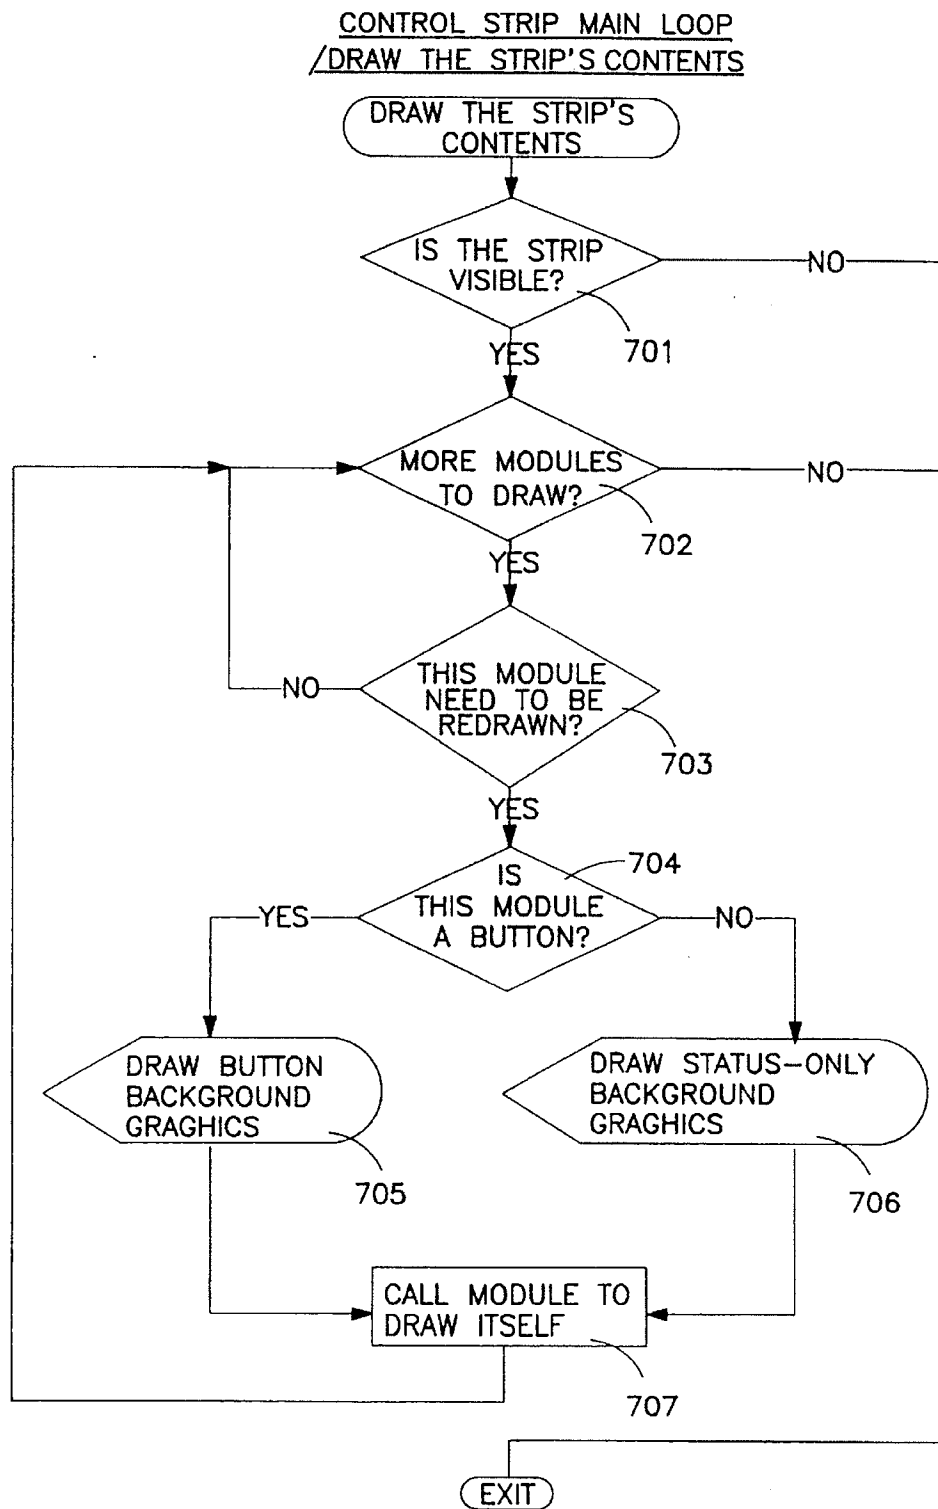 CONTROL STRIP MAIN LOOP
/DRAW THE STRIP'S CONTENTS
DRAW THE STRIP'S
CONTENTS
IS THE STRIP
VISIBLE?
NO
701
YES
MORE MODULES
TO DRAW?
NO
702
YES
THIS MODULE
NEED TO BE
REDRAWN?
NO
703
YES
704
IS
THIS MODULE
A BUTTON?
YES
NO
DRAW BUTTON
BACKGROUND
GRAGHICS
705
DRAW STATUS-ONLY
BACKGROUND
GRAGHICS
706
CALL MODULE TO
DRAW ITSELF
707
EXIT